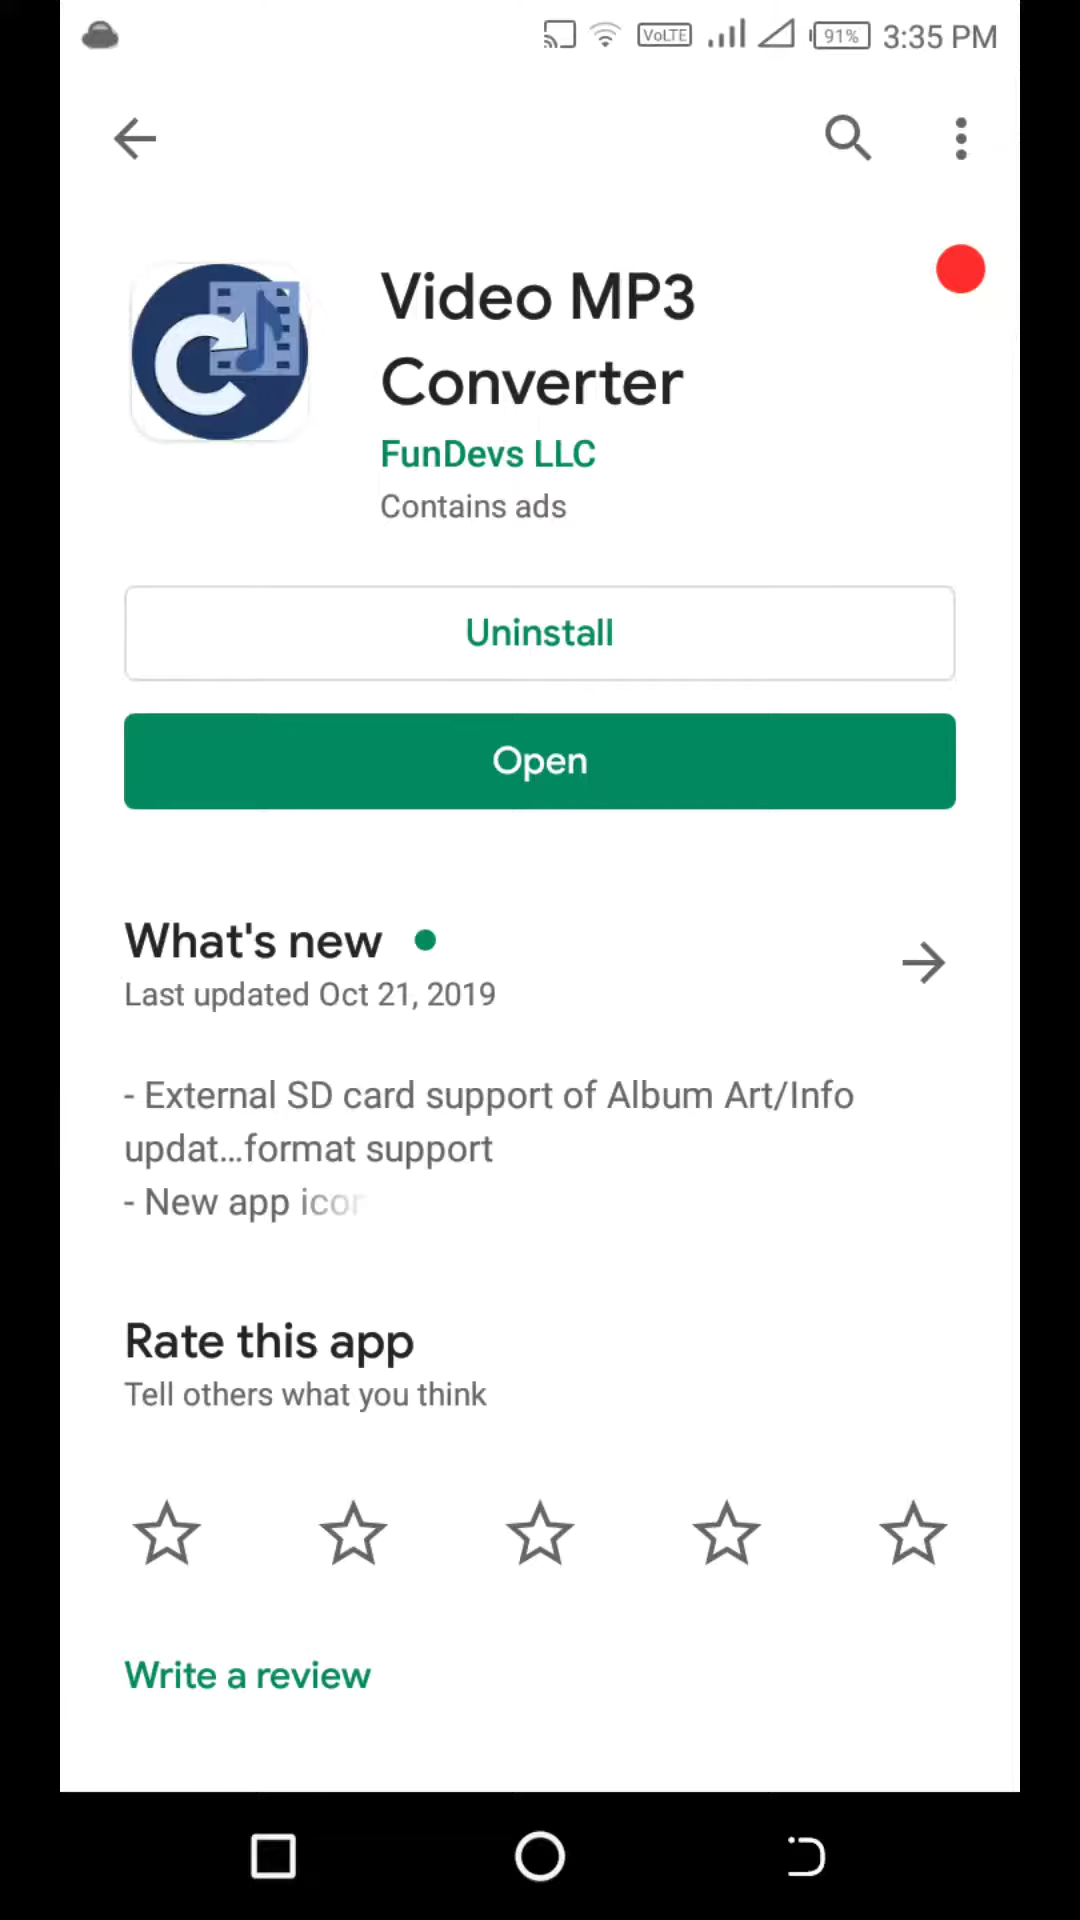 VoLTE 91% 3:35 PM
Video MP3
Converter
FunDevs LLC
Contains ads
Uninstall
Open
What's new
Last updated Oct 21, 2019
- External SD card support of Album Art/Info
updat...format support
- New app icon
Rate this app
Tell others what you think
Write a review